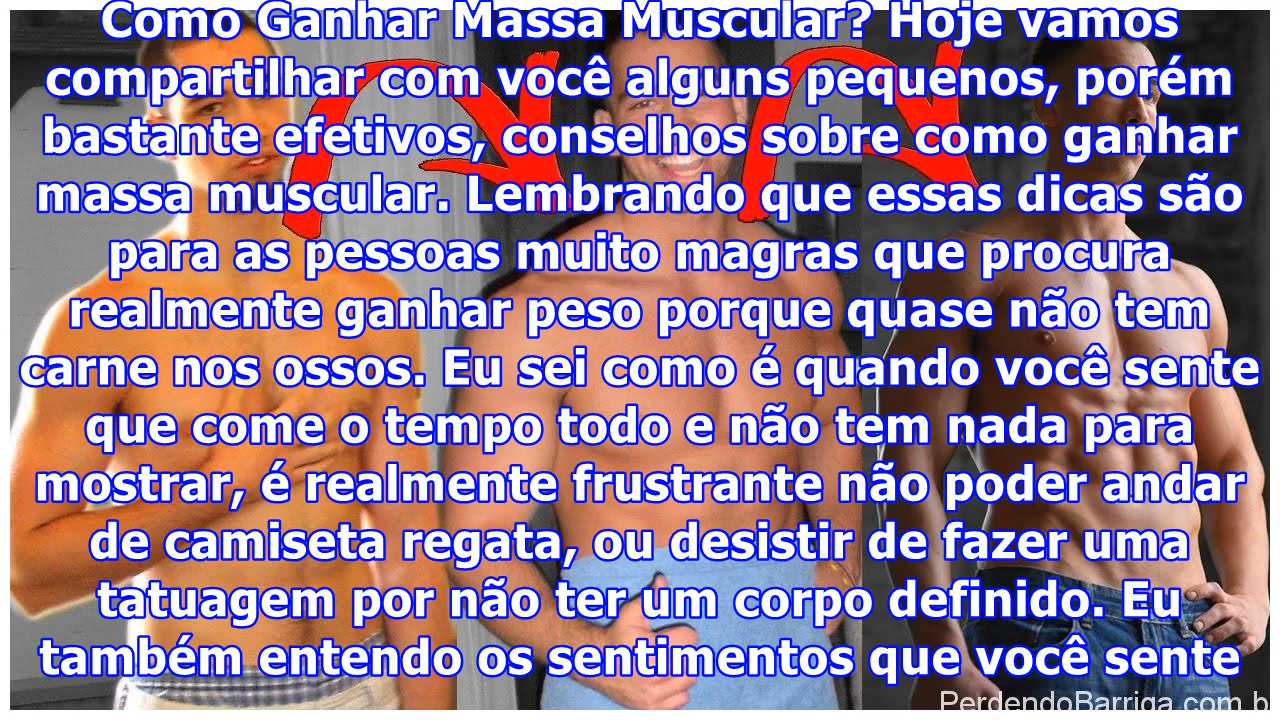 Como Ganhar Massa Muscular? Hoje vamos
compartilhar com você alguns pequenos, porém
bastante efetivos, conselhos sobre como ganhar
massa muscular. Lembrando que essas dicas são
para as pessoas muito magras que procura
realmente ganhar peso porque quase não tem
carne nos ossos. Eu sei como é quando você sente
que come o tempo todo e não tem nada para
mostrar, é realmente frustrante não poder andar
de camiseta regata, ou desistir de fazer uma
tatuagem por não ter um corpo definido. Eu
também entendo os sentimentos que você sente
PerdendoBarriga.com.b